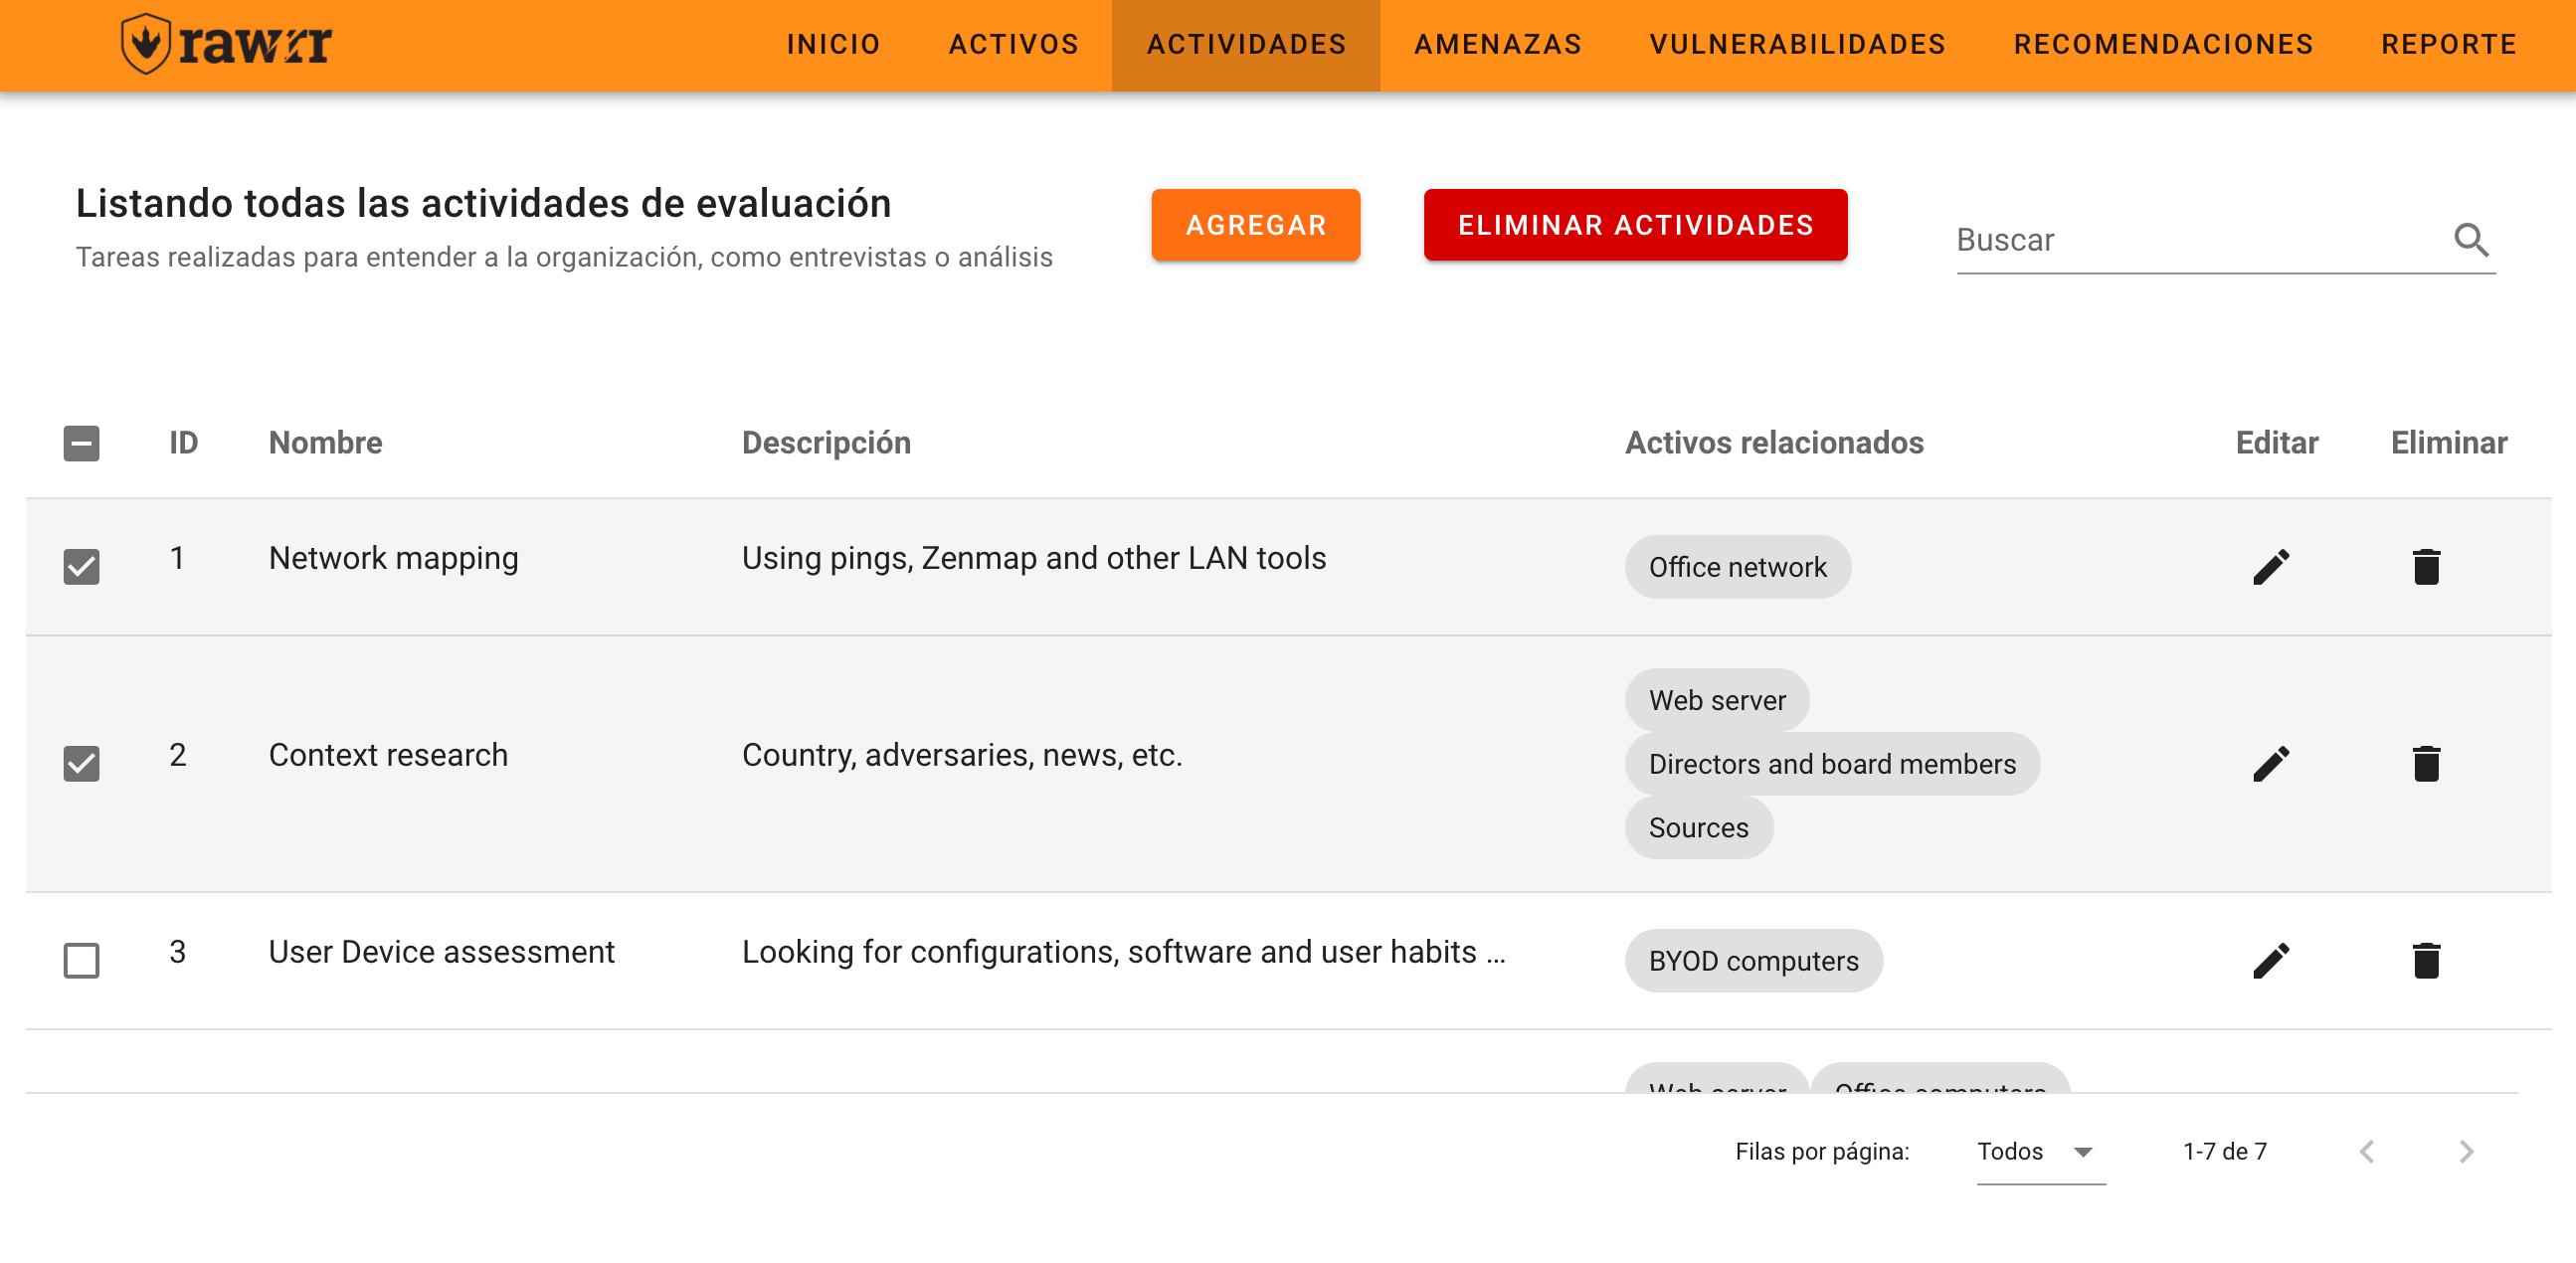 rawrr
INICIO ACTIVOS ACTIVIDADES AMENAZAS VULNERABILIDADES RECOMENDACIONES REPORTE
Listando todas las actividades de evaluación
Tareas realizadas para entender a la organización, como entrevistas o análisis
AGREGAR
ELIMINAR ACTIVIDADES
Buscar
ID Nombre Descripción Activos relacionados Editar Eliminar
1 Network mapping Using pings, Zenmap and other LAN tools Office network
2 Context research Country, adversaries, news, etc. Web server
Directors and board members
Sources
3 User Device assessment Looking for configurations, software and user habits ... BYOD computers
Web server Office computers
Filas por página: Todos 1-7 de 7